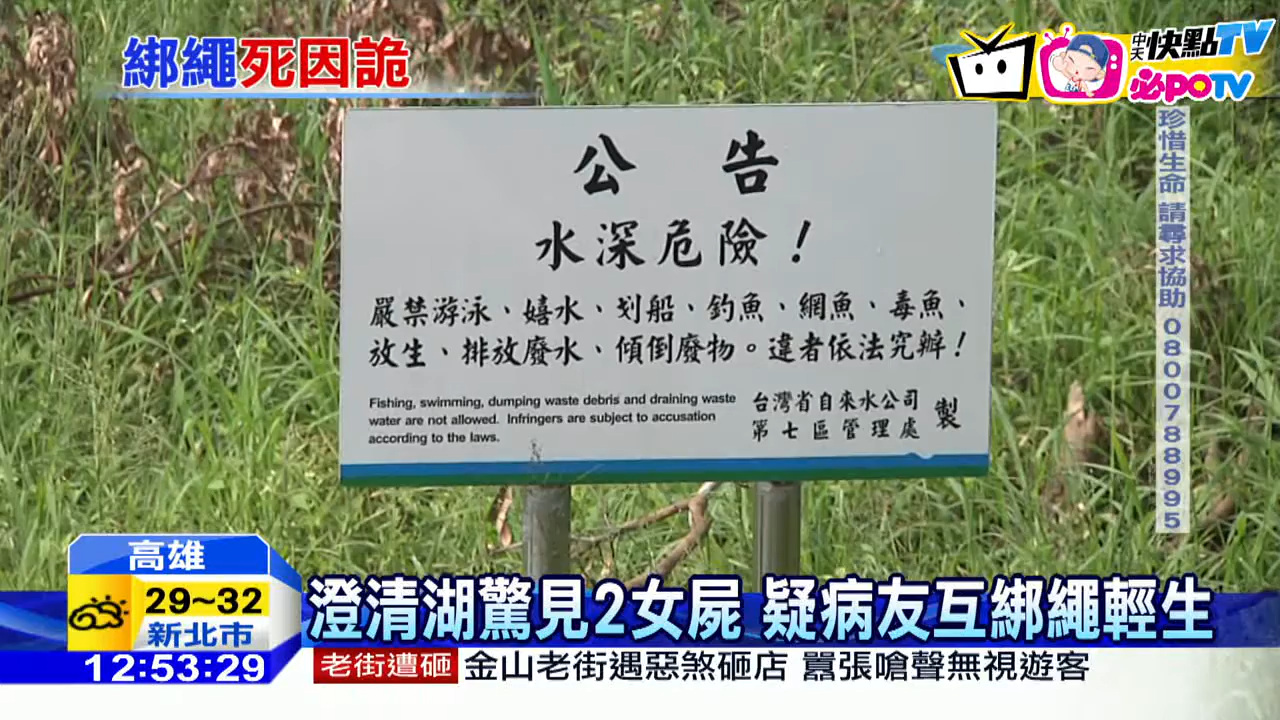 綁繩死因詭
中天快點TV
必POTV
公告
水深危險!
嚴禁游泳、嬉水、划船、釣魚、網魚、毒魚、
放生、排放廢水、傾倒廢物。違者依法究辦!
Fishing, swimming, dumping waste debris and draining waste
water are not allowed. Infringers are subject to accusation
according to the laws.
台灣省自來水公司
第七區管理處
製
珍惜生命 請尋求協助 0800788995
高雄
29~32
新北市
12:53:29
澄清湖驚見2女屍 疑病友互綁繩輕生
老街遭砸 金山老街遇惡煞砸店 囂張嗆聲無視遊客